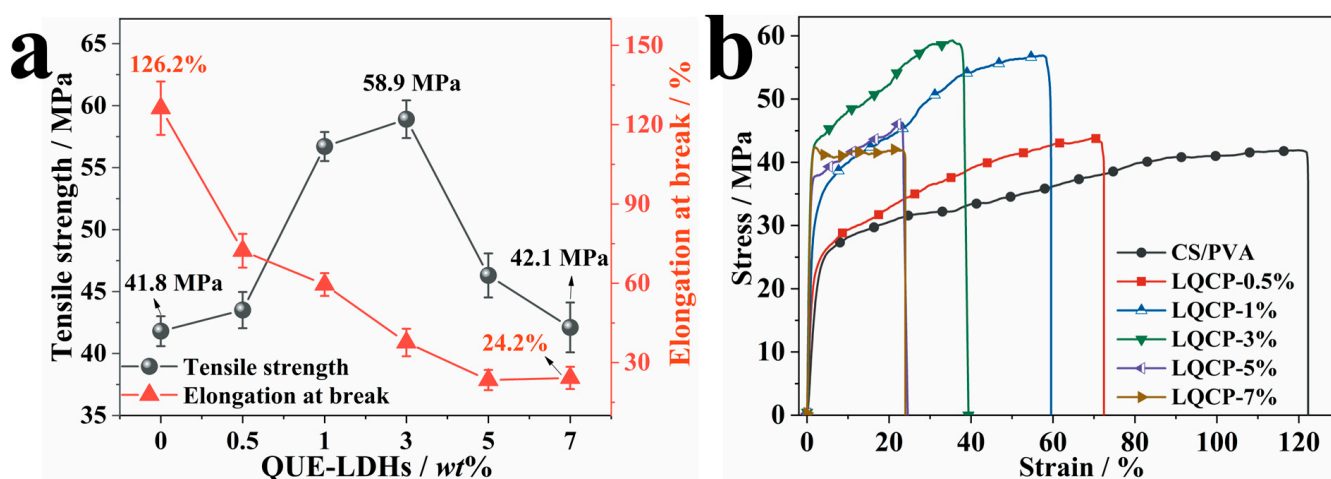 a
Tensile strength / MPa
65
60
55
50
45
40
35
126.2%
58.9 MPa
41.8 MPa
42.1 MPa
24.2%
Tensile strength
Elongation at break
0
0.5
1
3
5
7
QUE-LDHs / wt%
150
120
90
60
30
Elongation at break / %
b
Stress / MPa
60
50
40
30
20
10
0
CS/PVA
LQCP-0.5%
LQCP-1%
LQCP-3%
LQCP-5%
LQCP-7%
0
20
40
60
80
100
120
Strain / %